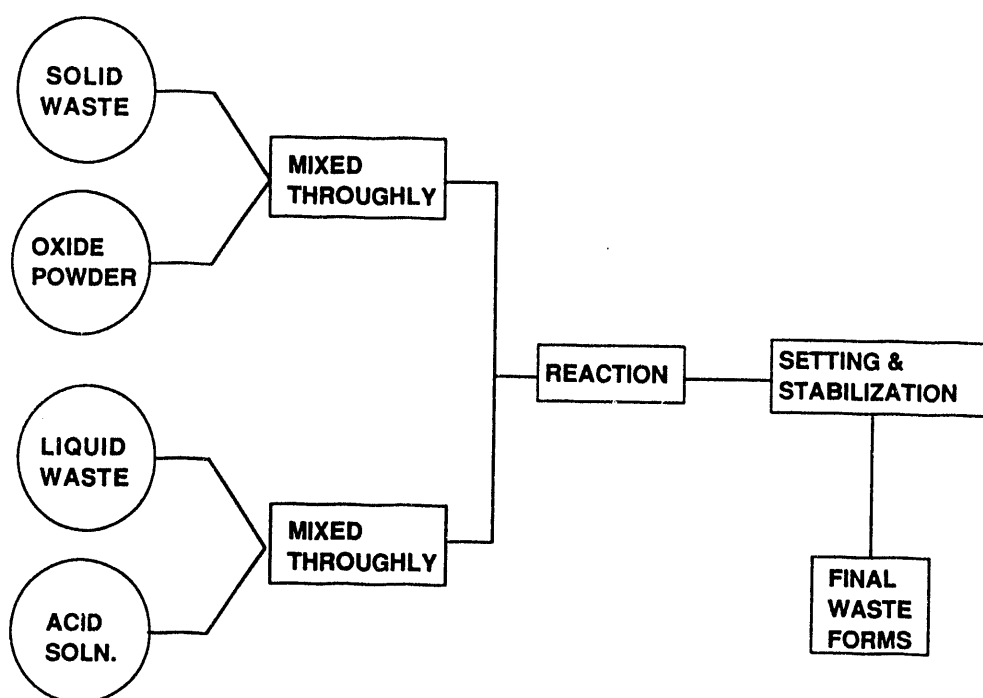 SOLID
WASTE
MIXED
THROUGHLY
OXIDE
POWDER
REACTION
SETTING &
STABILIZATION
LIQUID
WASTE
MIXED
THROUGHLY
ACID
SOLN.
FINAL
WASTE
FORMS